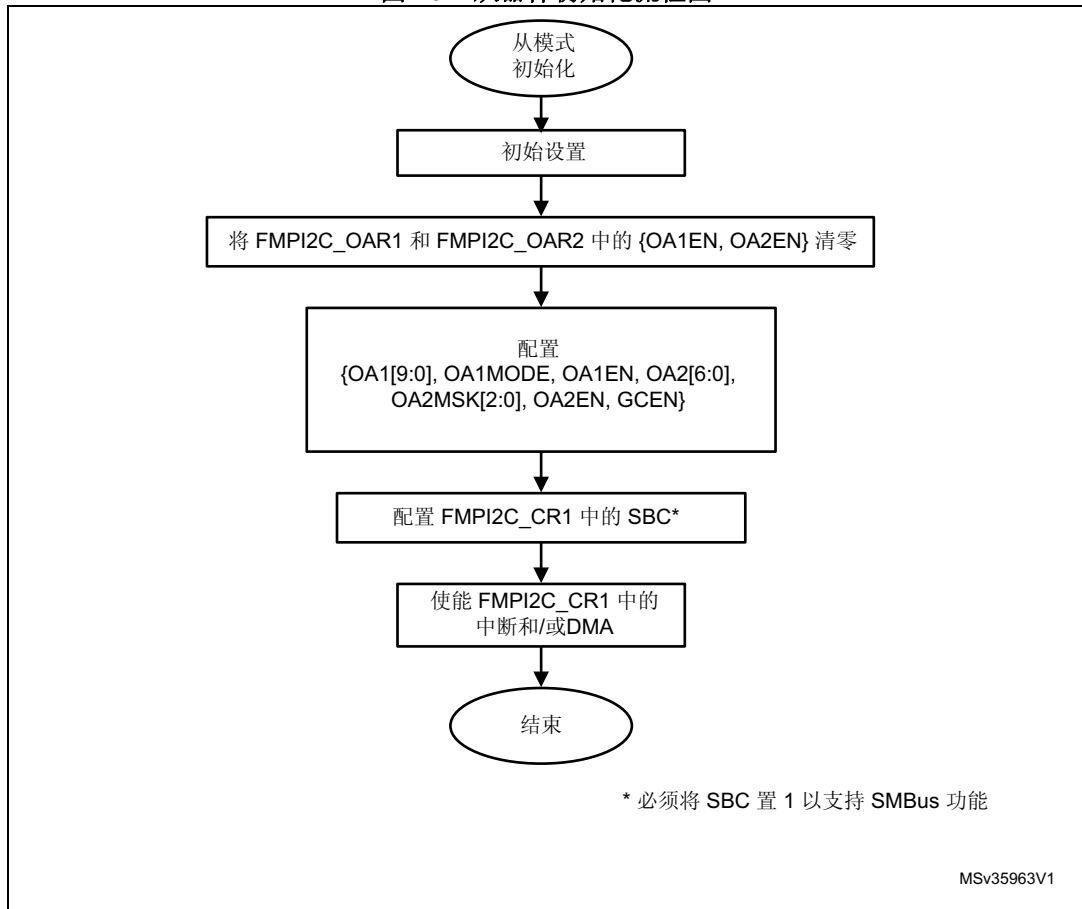 从模式
初始化
初始设置
将 FMPI2C_OAR1 和 FMPI2C_OAR2 中的 {OA1EN, OA2EN} 清零
配置
{OA1[9:0], OA1MODE, OA1EN, OA2[6:0],
OA2MSK[2:0], OA2EN, GCEN}
配置 FMPI2C_CR1 中的 SBC*
使能 FMPI2C_CR1 中的
中断和/或DMA
结束
* 必须将 SBC 置 1 以支持 SMBus 功能
MSv35963V1